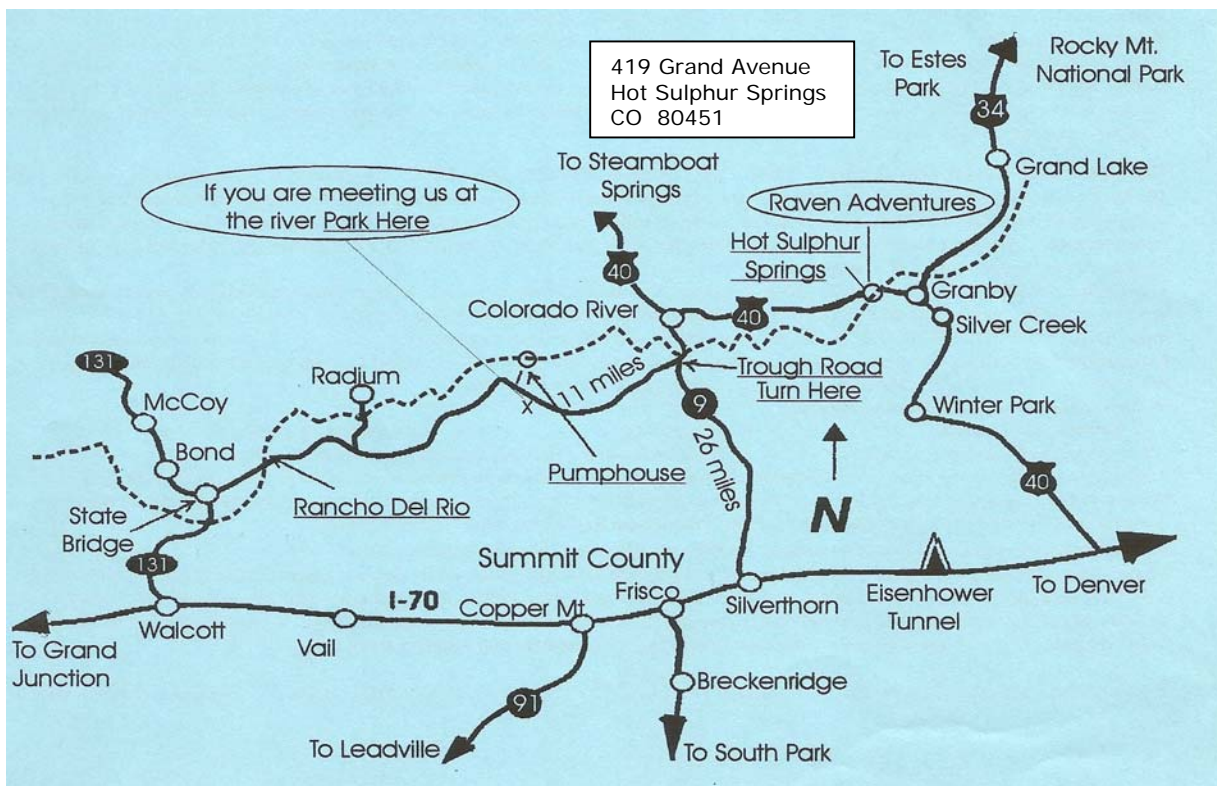 419 Grand Avenue
Hot Sulphur Springs
CO  80451
To Estes
Park
Rocky Mt.
National Park
34
Grand Lake
To Steamboat
Springs
If you are meeting us at
the river Park Here
Raven Adventures
Hot Sulphur
Springs
40
Colorado River
40
Granby
Silver Creek
131
Radium
11 miles
Trough Road
Turn Here
McCoy
x
9
Winter Park
Bond
26 miles
Pumphouse
40
State
Bridge
Rancho Del Rio
N
131
Summit County
To Denver
I-70
Copper Mt.
Frisco
Silverthorn
Eisenhower
Tunnel
Walcott
Vail
To Grand
Junction
Breckenridge
91
To Leadville
To South Park